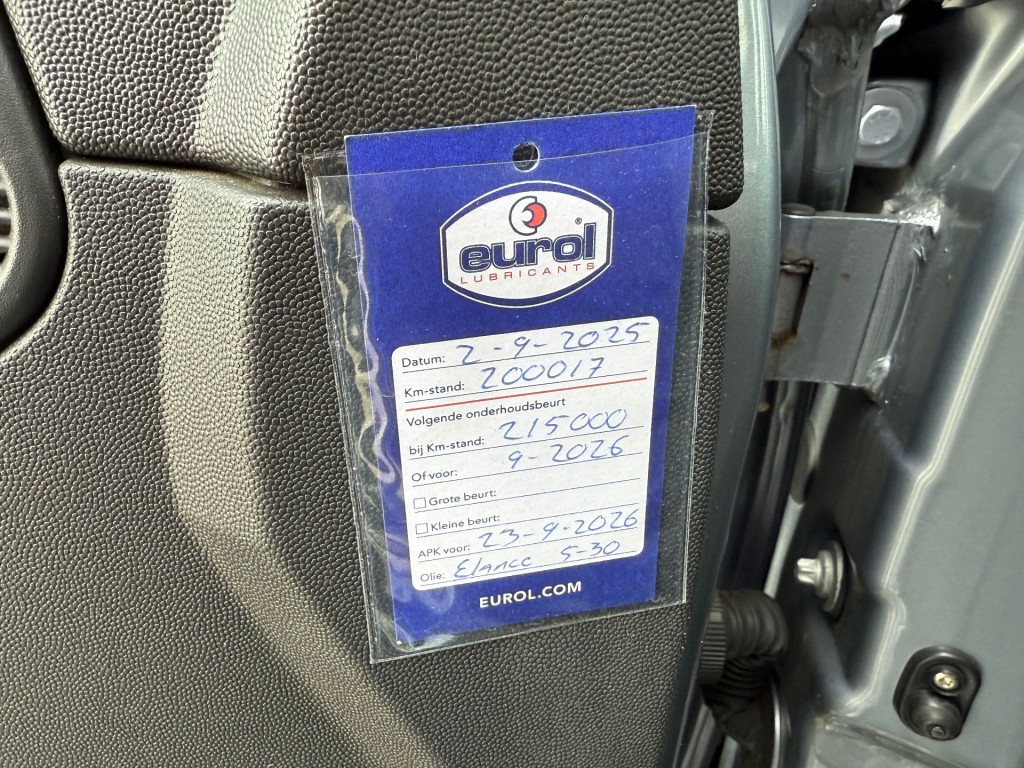 eurol®
LUBRICANTS
Datum: 2-9-2025
Km-stand: 200017
Volgende onderhoudsbeurt
bij Km-stand: 215000
Of voor: 9-2026
Grote beurt:
Kleine beurt:
APK voor: 23-9-2026
Olie: Elance 5-30
EUROL.COM